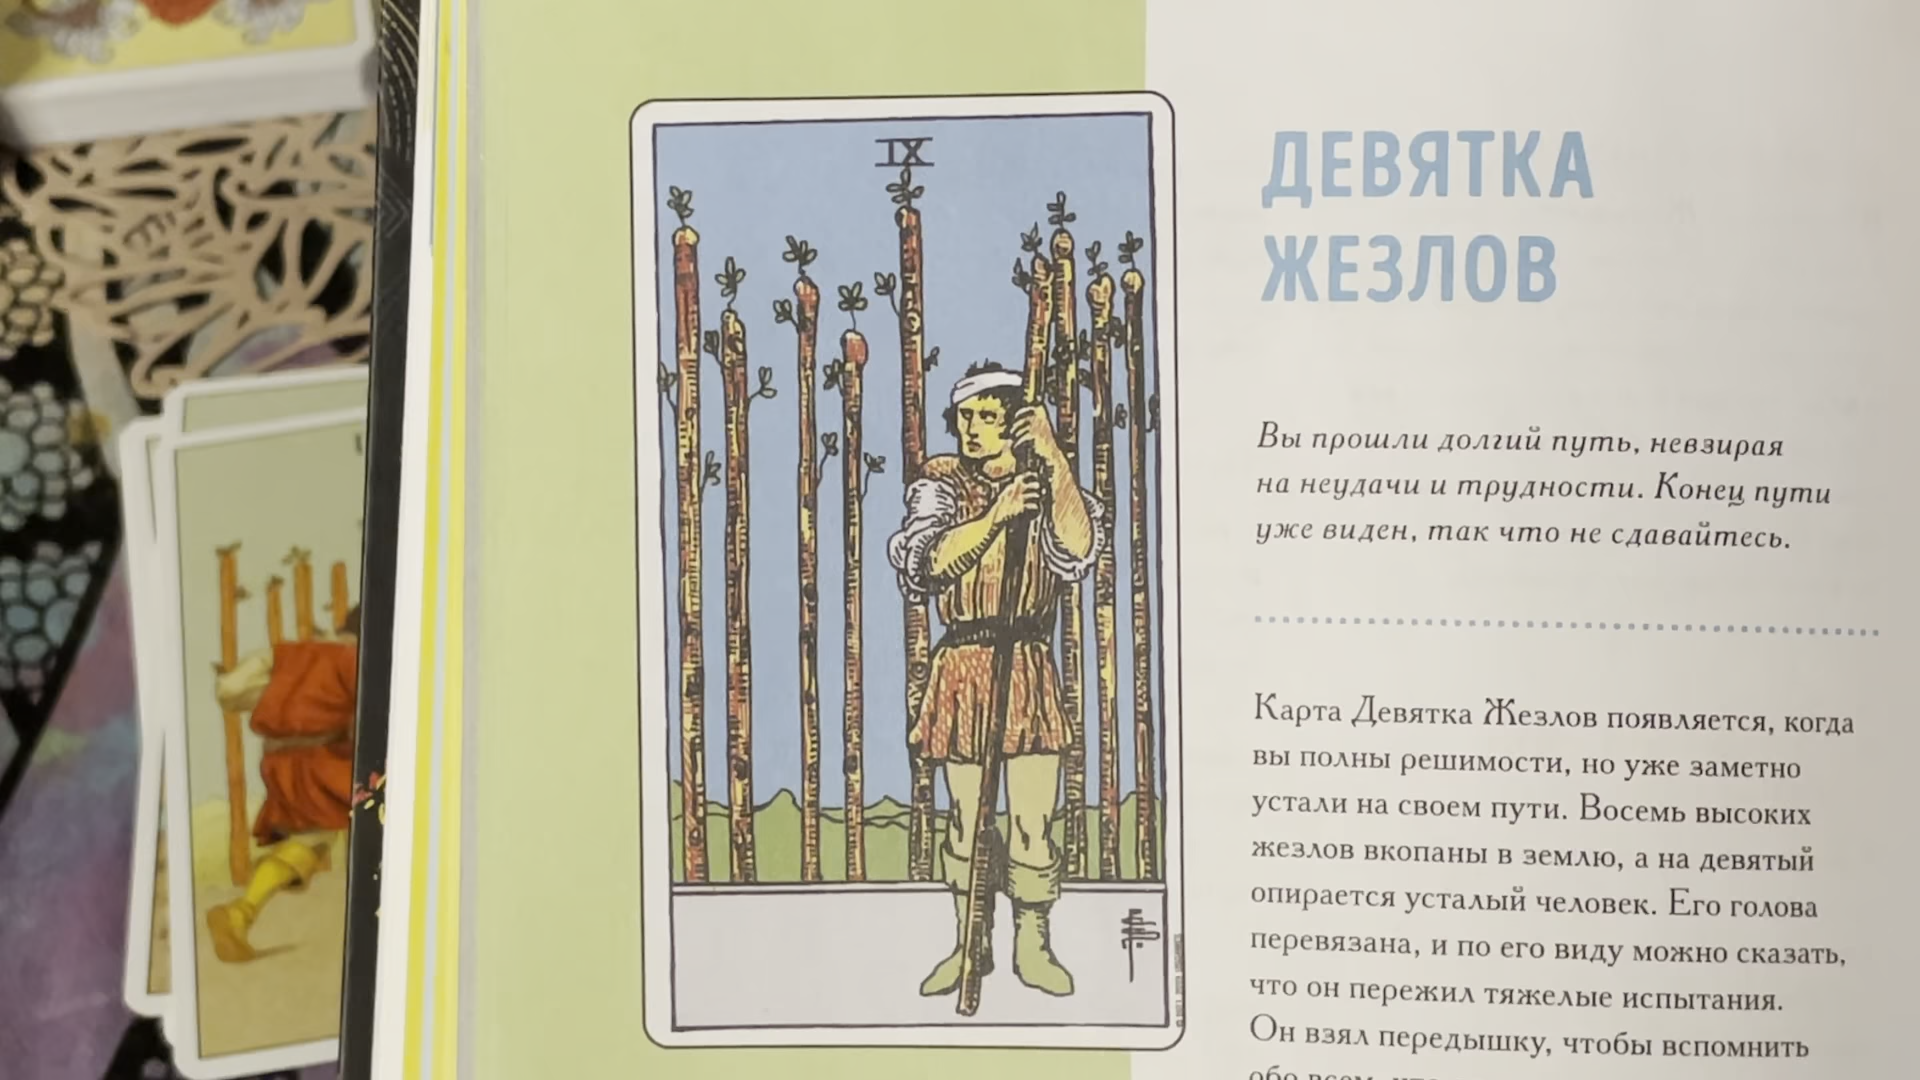 IX
ДЕВЯТКА
ЖЕЗЛОВ
Вы прошли долгий путь, невзирая
на неудачи и трудности. Конец пути
уже виден, так что не сдавайтесь.
Карта Девятка Жезлов появляется, когда
вы полны решимости, но уже заметно
устали на своем пути. Восемь высоких
жезлов вкопаны в землю, а на девятый
опирается усталый человек. Его голова
перевязана, и по его виду можно сказать,
что он пережил тяжелые испытания.
Он взял передышку, чтобы вспомнить